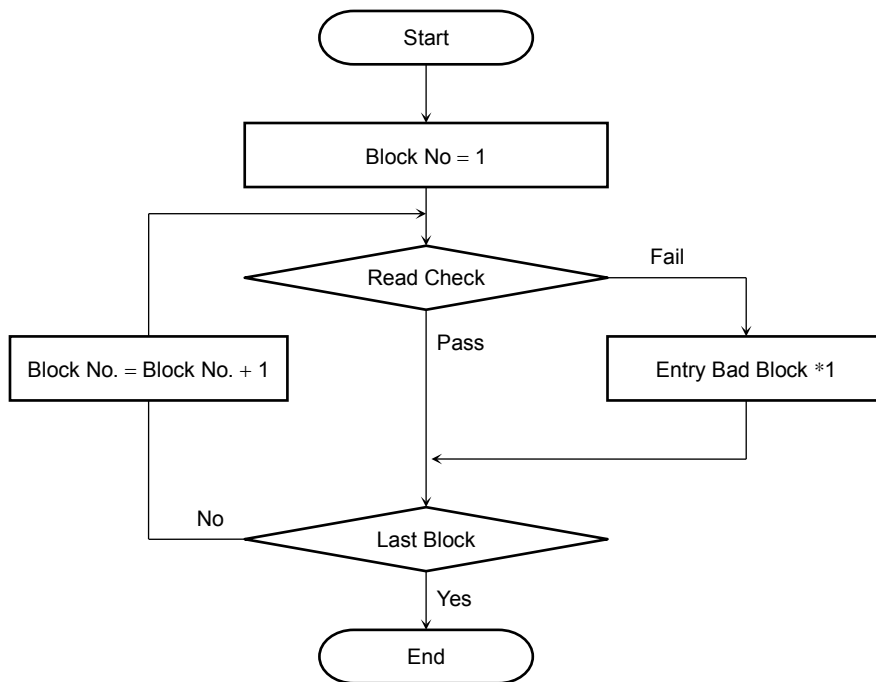 Start
Block No = 1
Read Check
Fail
Pass
Block No. = Block No. + 1
Entry Bad Block *1
No
Last Block
Yes
End